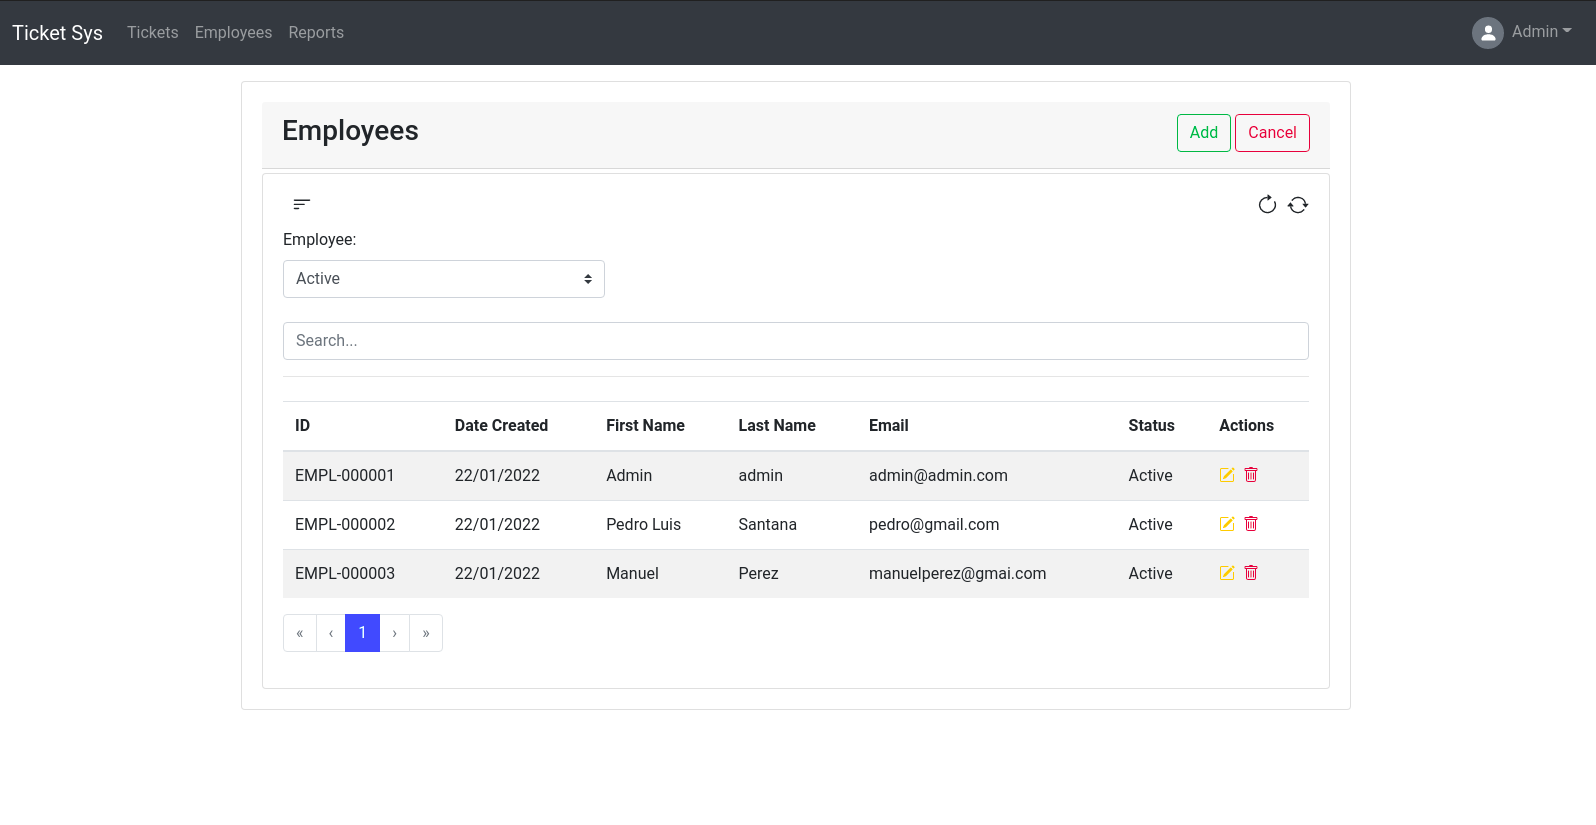 Ticket Sys Tickets Employees Reports Admin
Employees Add Cancel
Employee:
Active
Search...
ID Date Created First Name Last Name Email Status Actions
EMPL-000001 22/01/2022 Admin admin admin@admin.com Active
EMPL-000002 22/01/2022 Pedro Luis Santana pedro@gmail.com Active
EMPL-000003 22/01/2022 Manuel Perez manuelperez@gmai.com Active
« ‹ 1 › »